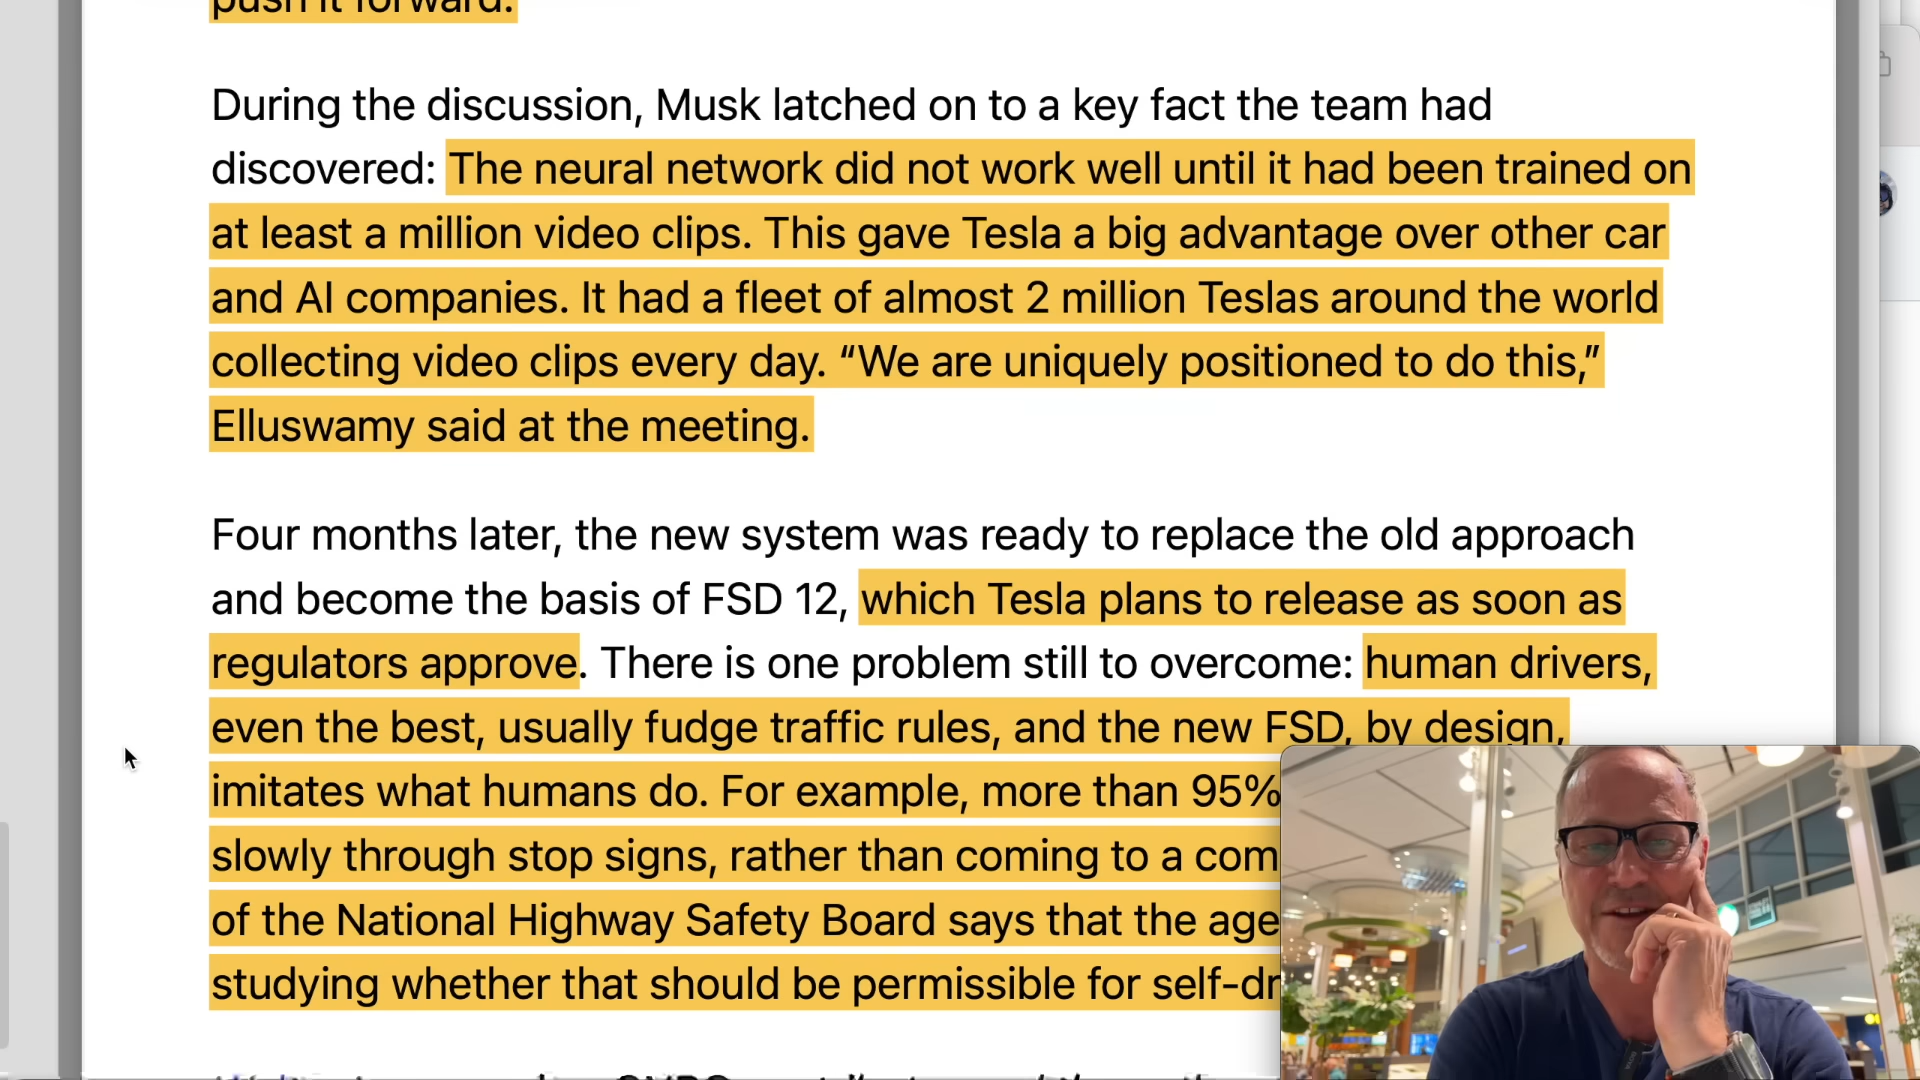 push it forward.
During the discussion, Musk latched on to a key fact the team had
discovered: The neural network did not work well until it had been trained on
at least a million video clips. This gave Tesla a big advantage over other car
and AI companies. It had a fleet of almost 2 million Teslas around the world
collecting video clips every day. “We are uniquely positioned to do this,”
Elluswamy said at the meeting.
Four months later, the new system was ready to replace the old approach
and become the basis of FSD 12, which Tesla plans to release as soon as
regulators approve. There is one problem still to overcome: human drivers,
even the best, usually fudge traffic rules, and the new FSD, by design,
imitates what humans do. For example, more than 95%
slowly through stop signs, rather than coming to a com
of the National Highway Safety Board says that the age
studying whether that should be permissible for self-dr